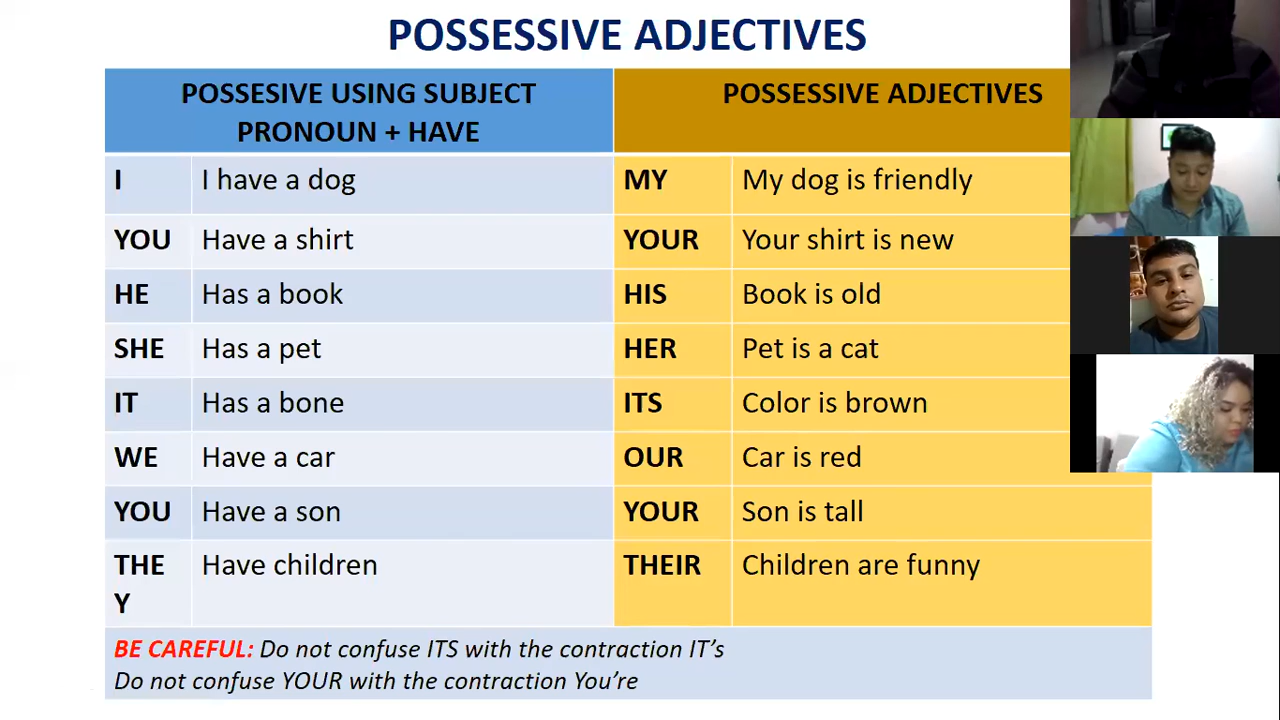 POSSESSIVE ADJECTIVES
POSSESIVE USING SUBJECT
PRONOUN + HAVE
POSSESSIVE ADJECTIVES
I I have a dog MY My dog is friendly
YOU Have a shirt YOUR Your shirt is new
HE Has a book HIS Book is old
SHE Has a pet HER Pet is a cat
IT Has a bone ITS Color is brown
WE Have a car OUR Car is red
YOU Have a son YOUR Son is tall
THE Have children THEIR Children are funny
Y
BE CAREFUL: Do not confuse ITS with the contraction IT’s
Do not confuse YOUR with the contraction You’re